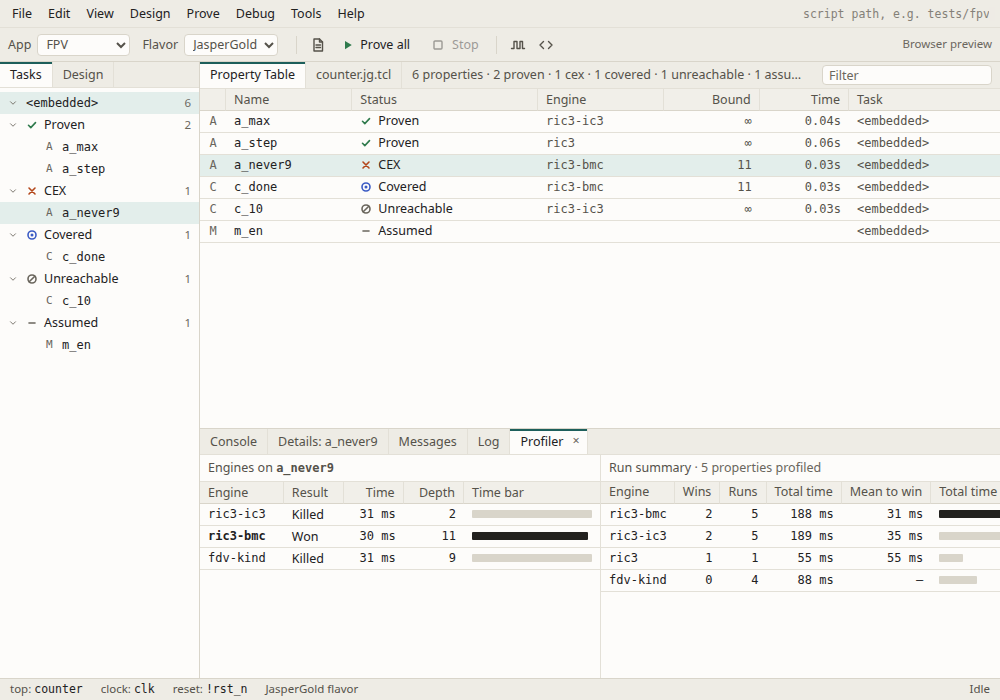 File Edit View Design Prove Debug Tools Help script path, e.g. tests/fpv
App FPV Flavor JasperGold Prove all Stop Browser preview
Tasks Design
<embedded> 6
Proven 2
A a_max
A a_step
CEX 1
A a_never9
Covered 1
C c_done
Unreachable 1
C c_10
Assumed 1
M m_en
Property Table counter.jg.tcl 6 properties · 2 proven · 1 cex · 1 covered · 1 unreachable · 1 assu... Filter
Name Status Engine Bound Time Task
A a_max Proven ric3-ic3 ∞ 0.04s <embedded>
A a_step Proven ric3 ∞ 0.06s <embedded>
A a_never9 CEX ric3-bmc 11 0.03s <embedded>
C c_done Covered ric3-bmc 11 0.03s <embedded>
C c_10 Unreachable ric3-ic3 ∞ 0.03s <embedded>
M m_en Assumed <embedded>
Console Details: a_never9 Messages Log Profiler ×
Engines on a_never9
Engine Result Time Depth Time bar
ric3-ic3 Killed 31 ms 2
ric3-bmc Won 30 ms 11
fdv-kind Killed 31 ms 9
Run summary · 5 properties profiled
Engine Wins Runs Total time Mean to win Total time
ric3-bmc 2 5 188 ms 31 ms
ric3-ic3 2 5 189 ms 35 ms
ric3 1 1 55 ms 55 ms
fdv-kind 0 4 88 ms –
top: counter clock: clk reset: !rst_n JasperGold flavor Idle